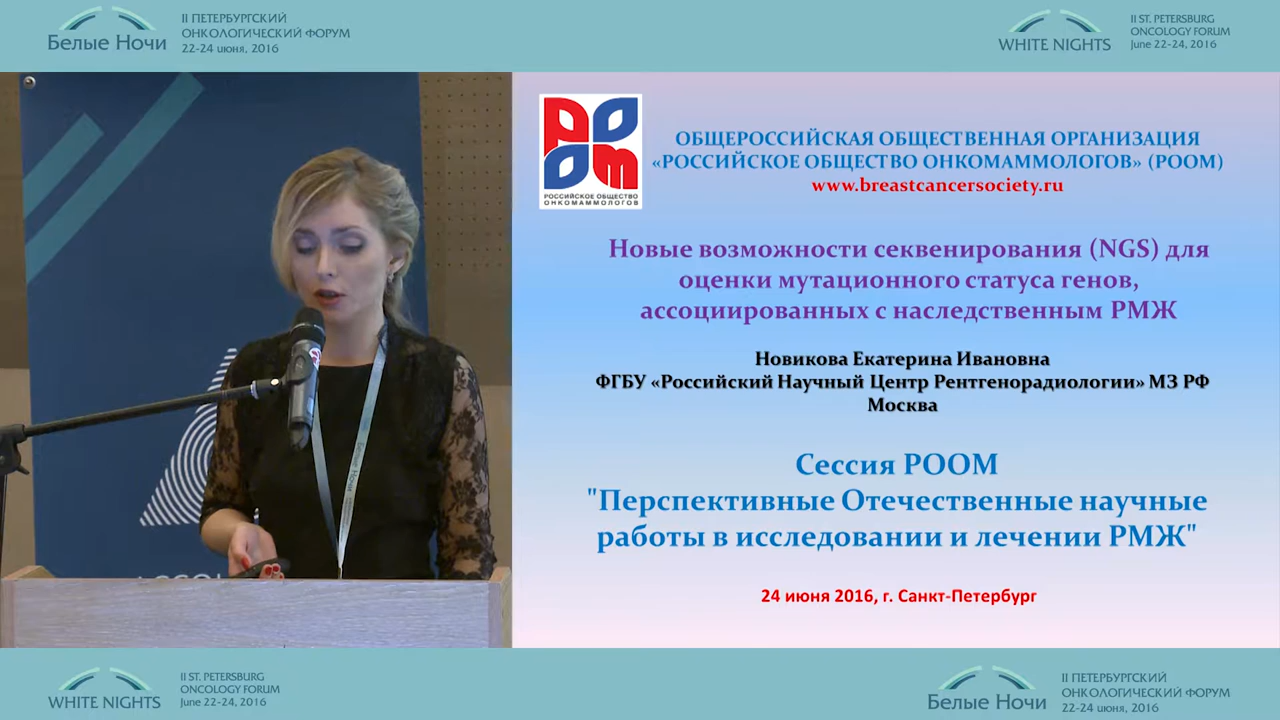 Белые Ночи
II ПЕТЕРБУРГСКИЙ
ОНКОЛОГИЧЕСКИЙ ФОРУМ
22-24 июня, 2016
WHITE NIGHTS
II ST. PETERSBURG
ONCOLOGY FORUM
June 22-24, 2016
РООМ
РОССИЙСКОЕ ОБЩЕСТВО
ОНКОМАММОЛОГОВ
ОБЩЕРОССИЙСКАЯ ОБЩЕСТВЕННАЯ ОРГАНИЗАЦИЯ
«РОССИЙСКОЕ ОБЩЕСТВО ОНКОМАММОЛОГОВ» (РООМ)
www.breastcancersociety.ru
Новые возможности секвенирования (NGS) для
оценки мутационного статуса генов,
ассоциированных с наследственным РМЖ
Новикова Екатерина Ивановна
ФГБУ «Российский Научный Центр Рентгенорадиологии» МЗ РФ
Москва
Сессия РООМ
"Перспективные Отечественные научные
работы в исследовании и лечении РМЖ"
24 июня 2016, г. Санкт-Петербург
Белые Ночи
WHITE NIGHTS
II ST. PETERSBURG
ONCOLOGY FORUM
June 22-24, 2016
Белые Ночи
II ПЕТЕРБУРГСКИЙ
ОНКОЛОГИЧЕСКИЙ ФОРУМ
22-24 июня, 2016